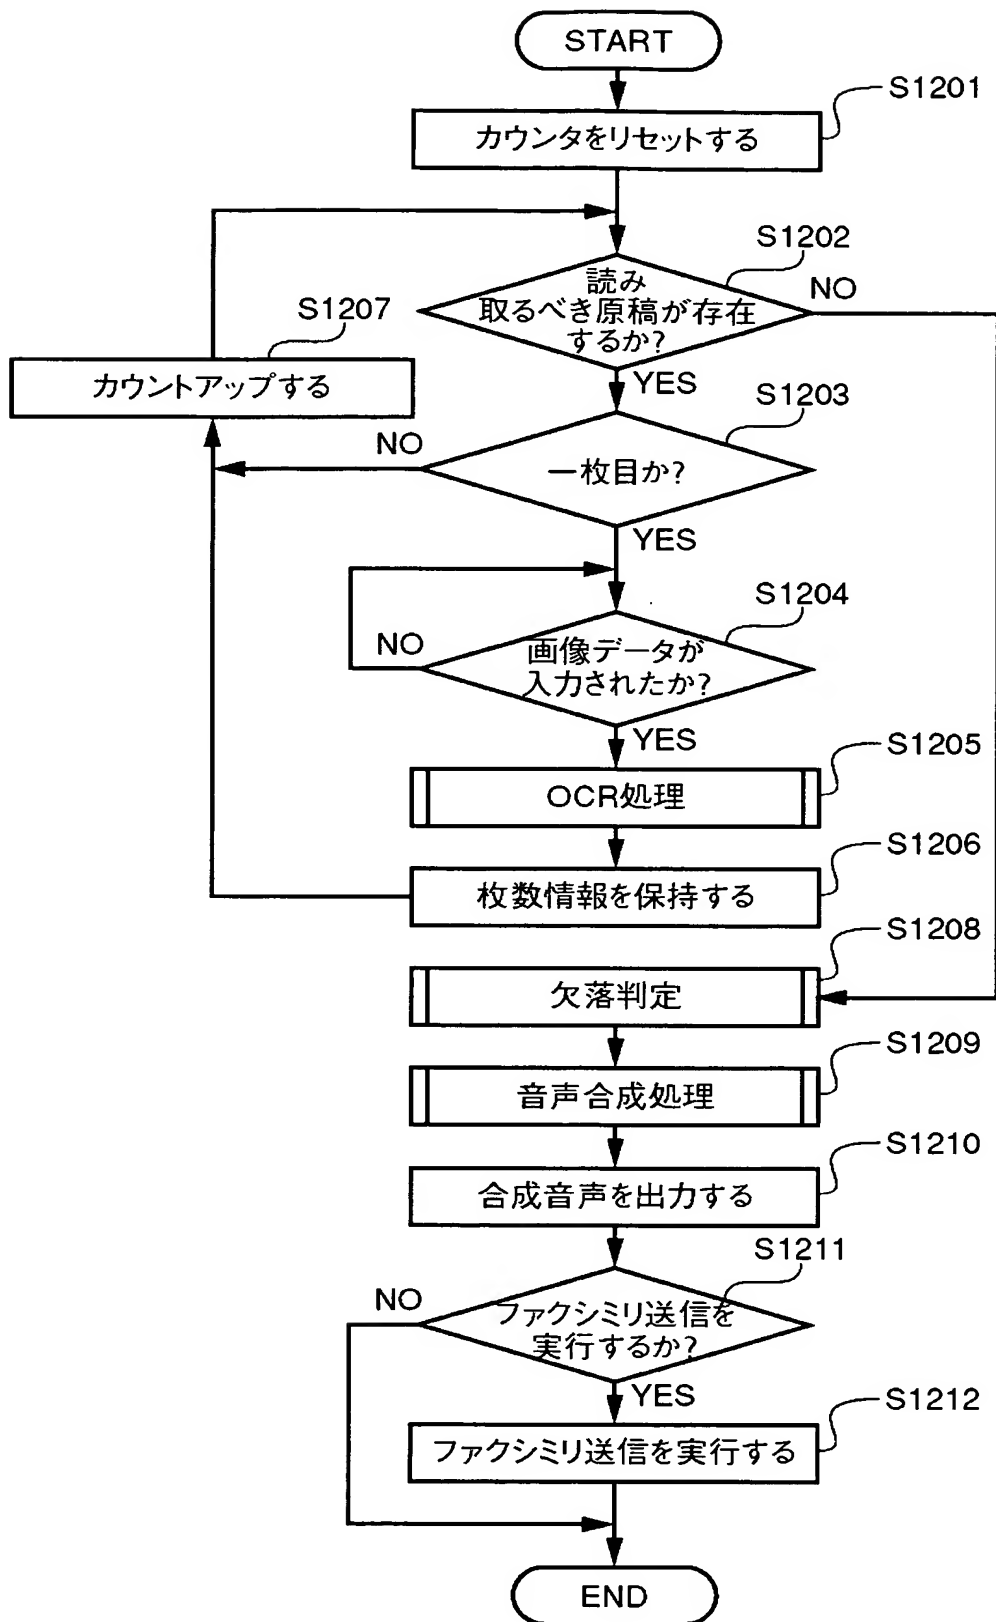 START
S1201
カウンタをリセットする
S1202
読み
取るべき原稿が存在
するか?
NO
YES
S1207
カウントアップする
S1203
NO
一枚目か?
YES
S1204
NO
画像データが
入力されたか?
YES
S1205
OCR処理
S1206
枚数情報を保持する
S1208
欠落判定
S1209
音声合成処理
S1210
合成音声を出力する
S1211
NO
ファクシミリ送信を
実行するか?
YES
S1212
ファクシミリ送信を実行する
END